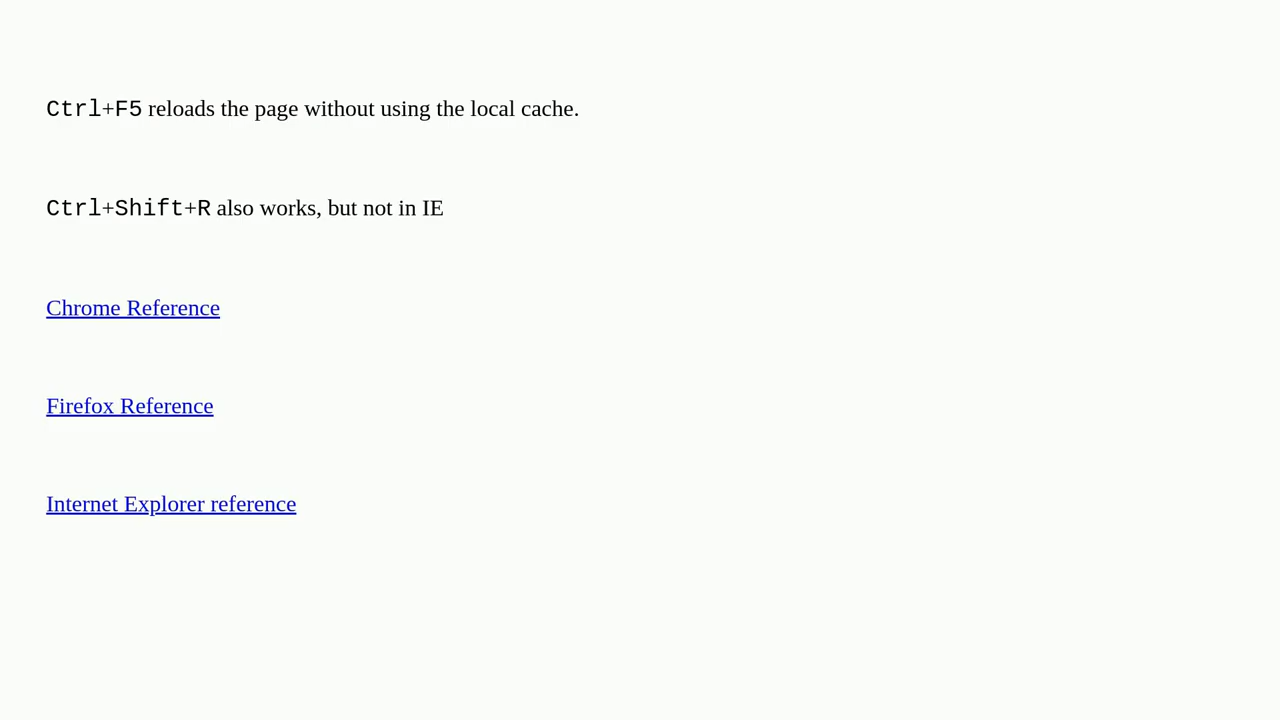 Ctrl+F5 reloads the page without using the local cache.
Ctrl+Shift+R also works, but not in IE
Chrome Reference
Firefox Reference
Internet Explorer reference